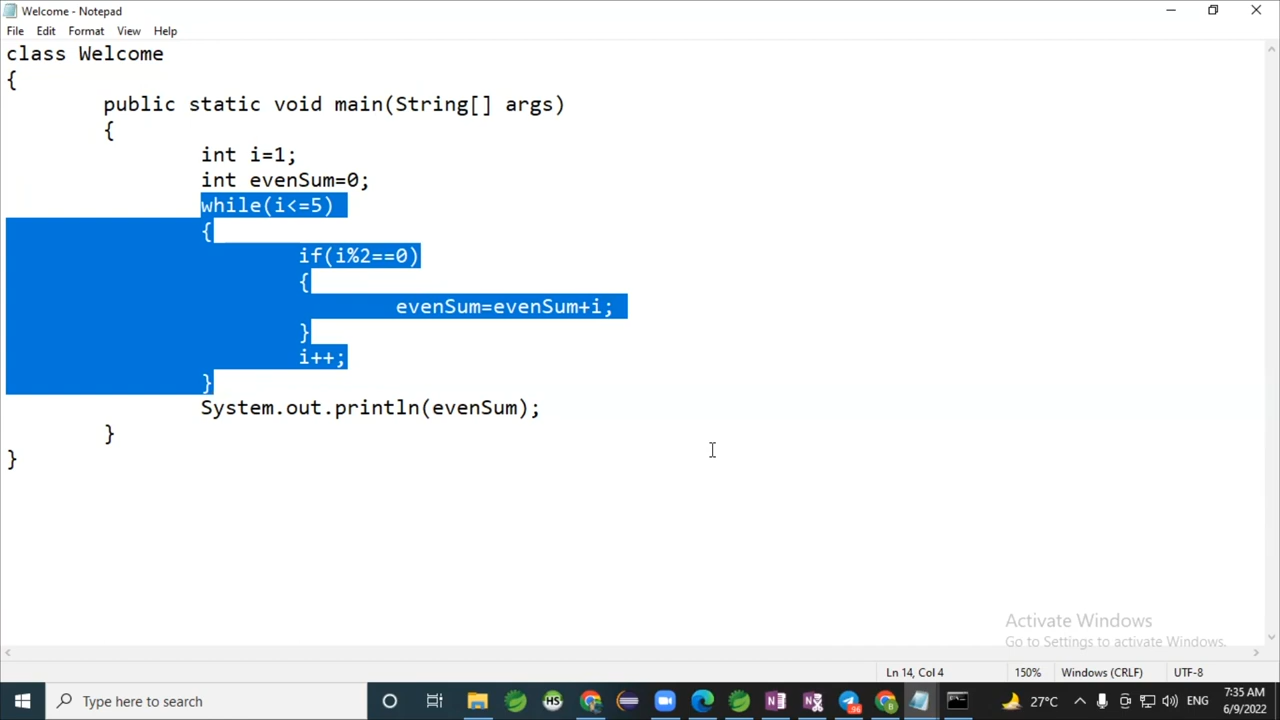 Welcome - Notepad
File Edit Format View Help
class Welcome
{
public static void main(String[] args)
{
int i=1;
int evenSum=0;
while(i<=5)
{
if(i%2==0)
{
evenSum=evenSum+i;
}
i++;
}
System.out.println(evenSum);
}
}
Activate Windows
Go to Settings to activate Windows.
Ln 14, Col 4 150% Windows (CRLF) UTF-8
Type here to search HS 96 27°C ENG 7:35 AM
6/9/2022